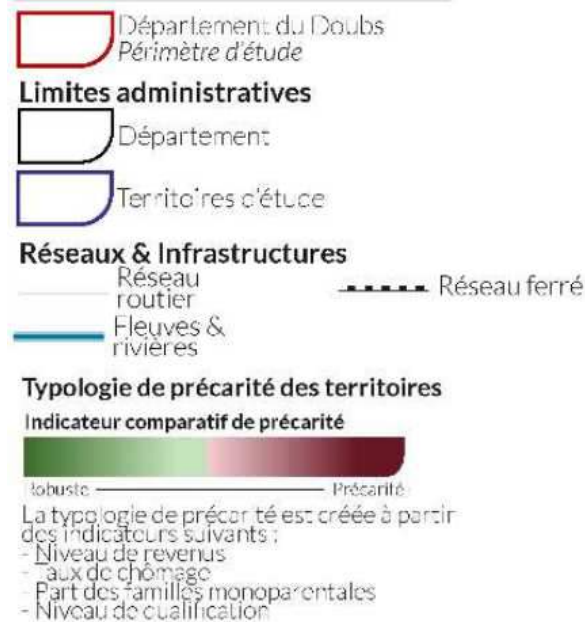 Département du Doubs
Périmètre d'étude
Limites administratives
Département
Territoires d'étude
Réseaux & Infrastructures
Réseau routier
Réseau ferré
Fleuves & rivières
Typologie de précarité des territoires
Indicateur comparatif de précarité
Robuste
Précarité
La typologie de précarité est créée à partir
des indicateurs suivants :
- Niveau de revenus
- Taux de chômage
- Part des familles monoparentales
- Niveau de qualification